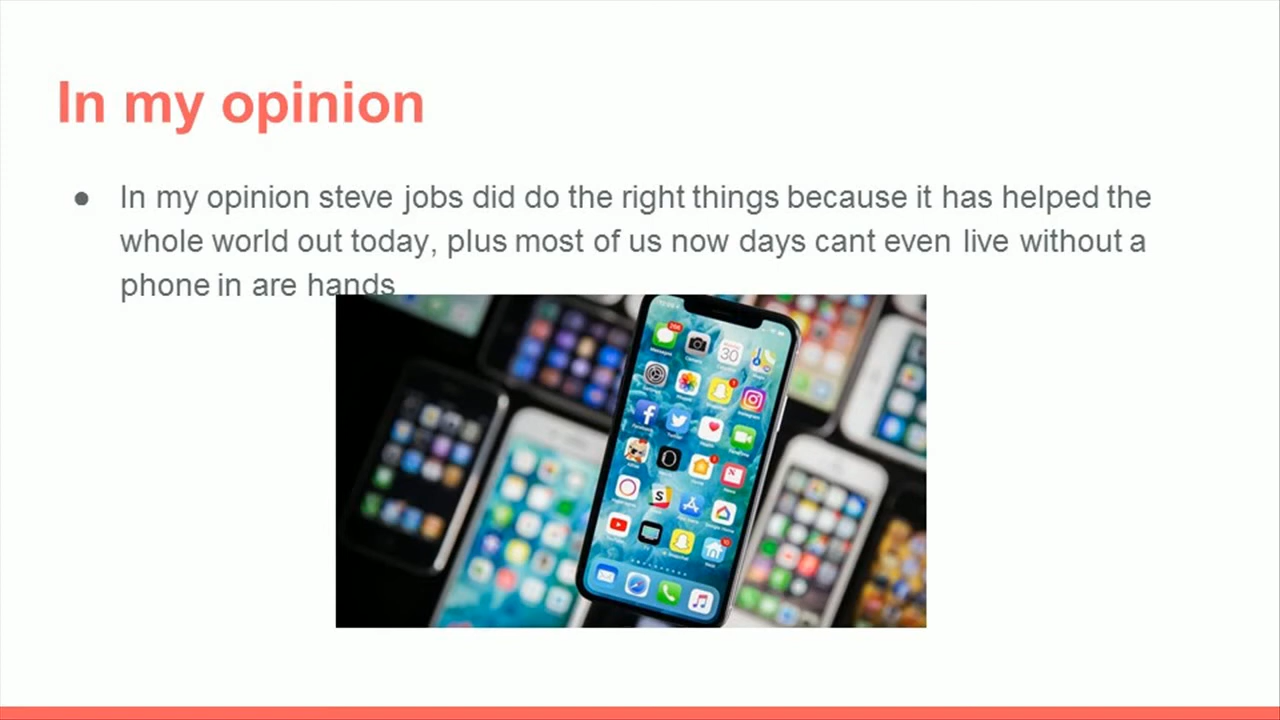 In my opinion
● In my opinion steve jobs did do the right things because it has helped the
whole world out today, plus most of us now days cant even live without a
phone in are hands
30